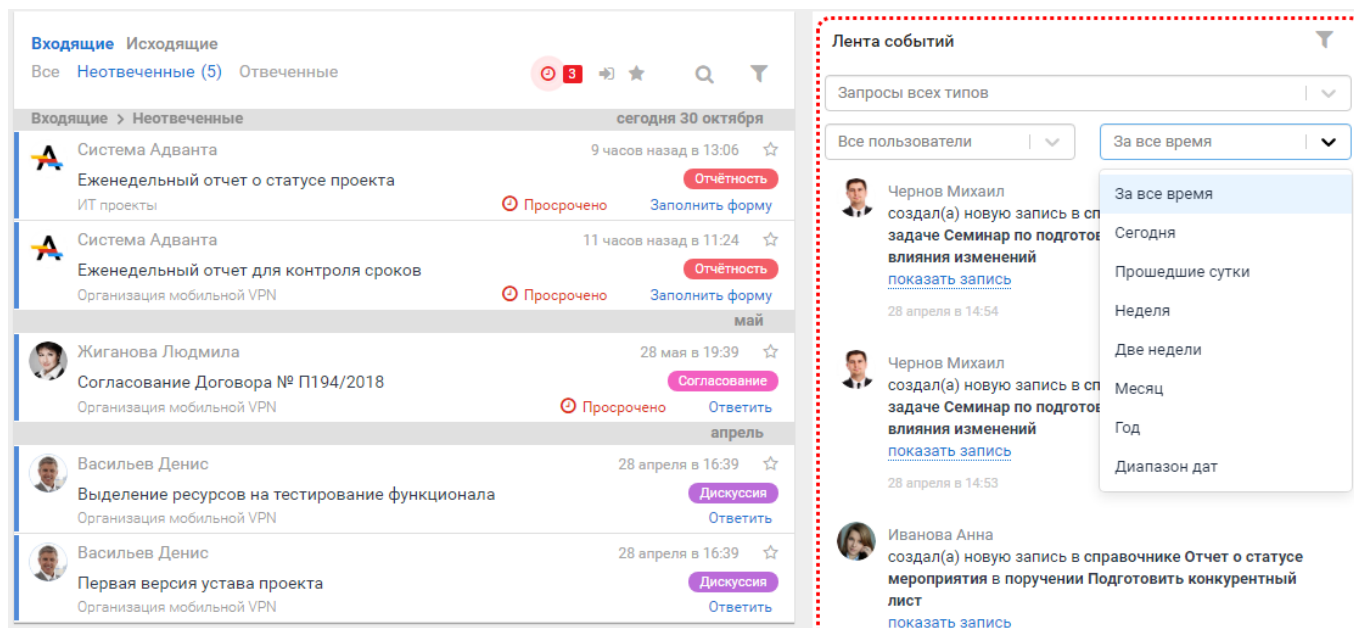 Входящие Исходящие
Все Неотвеченные (5) Отвеченные
3
Входящие > Неотвеченные сегодня 30 октября
Система Адванта 9 часов назад в 13:06
Еженедельный отчет о статусе проекта Отчётность
ИТ проекты Просрочено Заполнить форму
Система Адванта 11 часов назад в 11:24
Еженедельный отчет для контроля сроков Отчётность
Организация мобильной VPN Просрочено Заполнить форму
май
Жиганова Людмила 28 мая в 19:39
Согласование Договора № П194/2018 Согласование
Организация мобильной VPN Просрочено Ответить
апрель
Васильев Денис 28 апреля в 16:39
Выделение ресурсов на тестирование функционала Дискуссия
Организация мобильной VPN Ответить
Васильев Денис 28 апреля в 16:39
Первая версия устава проекта Дискуссия
Организация мобильной VPN Ответить
Лента событий
Запросы всех типов
Все пользователи За все время
За все время
Сегодня
Прошедшие сутки
Неделя
Две недели
Месяц
Год
Диапазон дат
Чернов Михаил
создал(а) новую запись в сп
задаче Семинар по подготов
влияния изменений
показать запись
28 апреля в 14:54
Чернов Михаил
создал(а) новую запись в сп
задаче Семинар по подготов
влияния изменений
показать запись
28 апреля в 14:53
Иванова Анна
создал(а) новую запись в справочнике Отчет о статусе
мероприятия в поручении Подготовить конкурентный
лист
показать запись